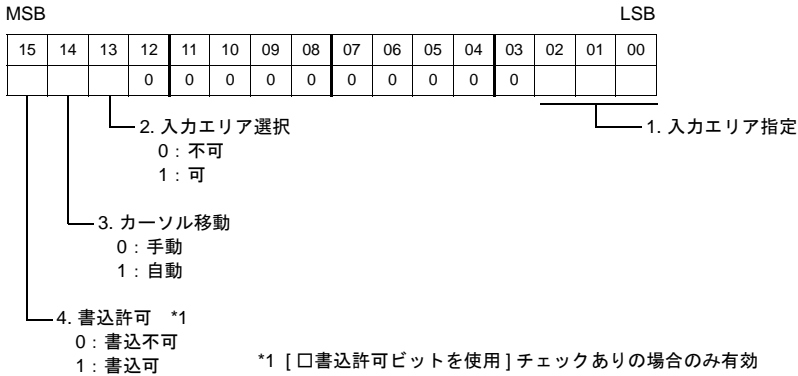 MSB LSB
15 14 13 12 11 10 09 08 07 06 05 04 03 02 01 00
0 0 0 0 0 0 0 0 0 0
2. 入力エリア選択
0：不可
1：可
1. 入力エリア指定
3. カーソル移動
0：手動
1：自動
4. 書込許可 *1
0：書込不可
1：書込可
*1 [ □書込許可ビットを使用 ] チェックありの場合のみ有効